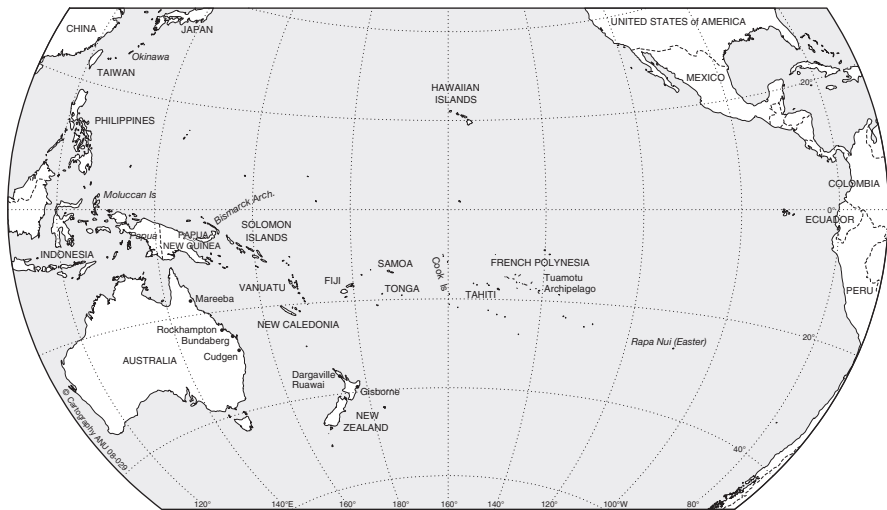 CHINA
JAPAN
UNITED STATES of AMERICA
Okinawa
TAIWAN
MEXICO
20°
HAWAIIAN
ISLANDS
PHILIPPINES
COLOMBIA
Moluccan Is
Bismarck Arch.
0°
ECUADOR
Papua
PAPUA
NEW GUINEA
SOLOMON
ISLANDS
INDONESIA
SAMOA
Cook Is
FRENCH POLYNESIA
FIJI
Tuamotu
Archipelago
VANUATU
TONGA
TAHITI
PERU
Mareeba
NEW CALEDONIA
Rockhampton
Bundaberg
20°
Rapa Nui (Easter)
Cudgen
AUSTRALIA
Dargaville
Ruawai
Gisborne
NEW
ZEALAND
© Cartography ANU 08-029
40°
120°
140°E
160°
180°
160°
140°
120°
100°W
80°